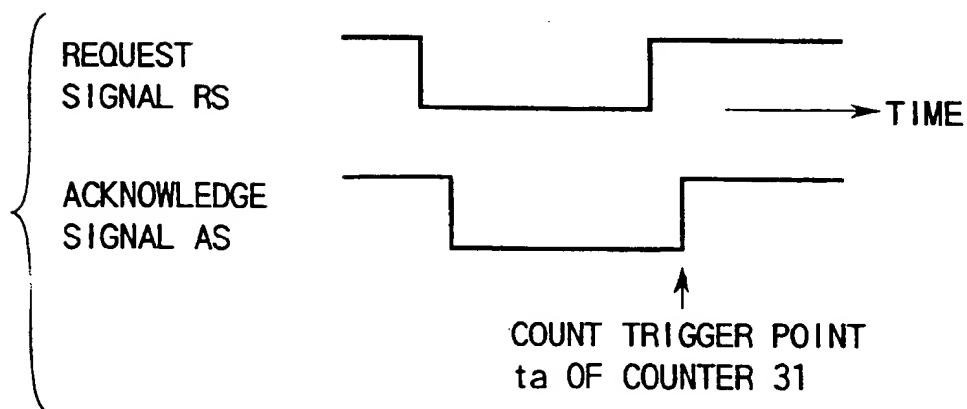 REQUEST
SIGNAL RS
TIME
ACKNOWLEDGE
SIGNAL AS
COUNT TRIGGER POINT
ta OF COUNTER 31